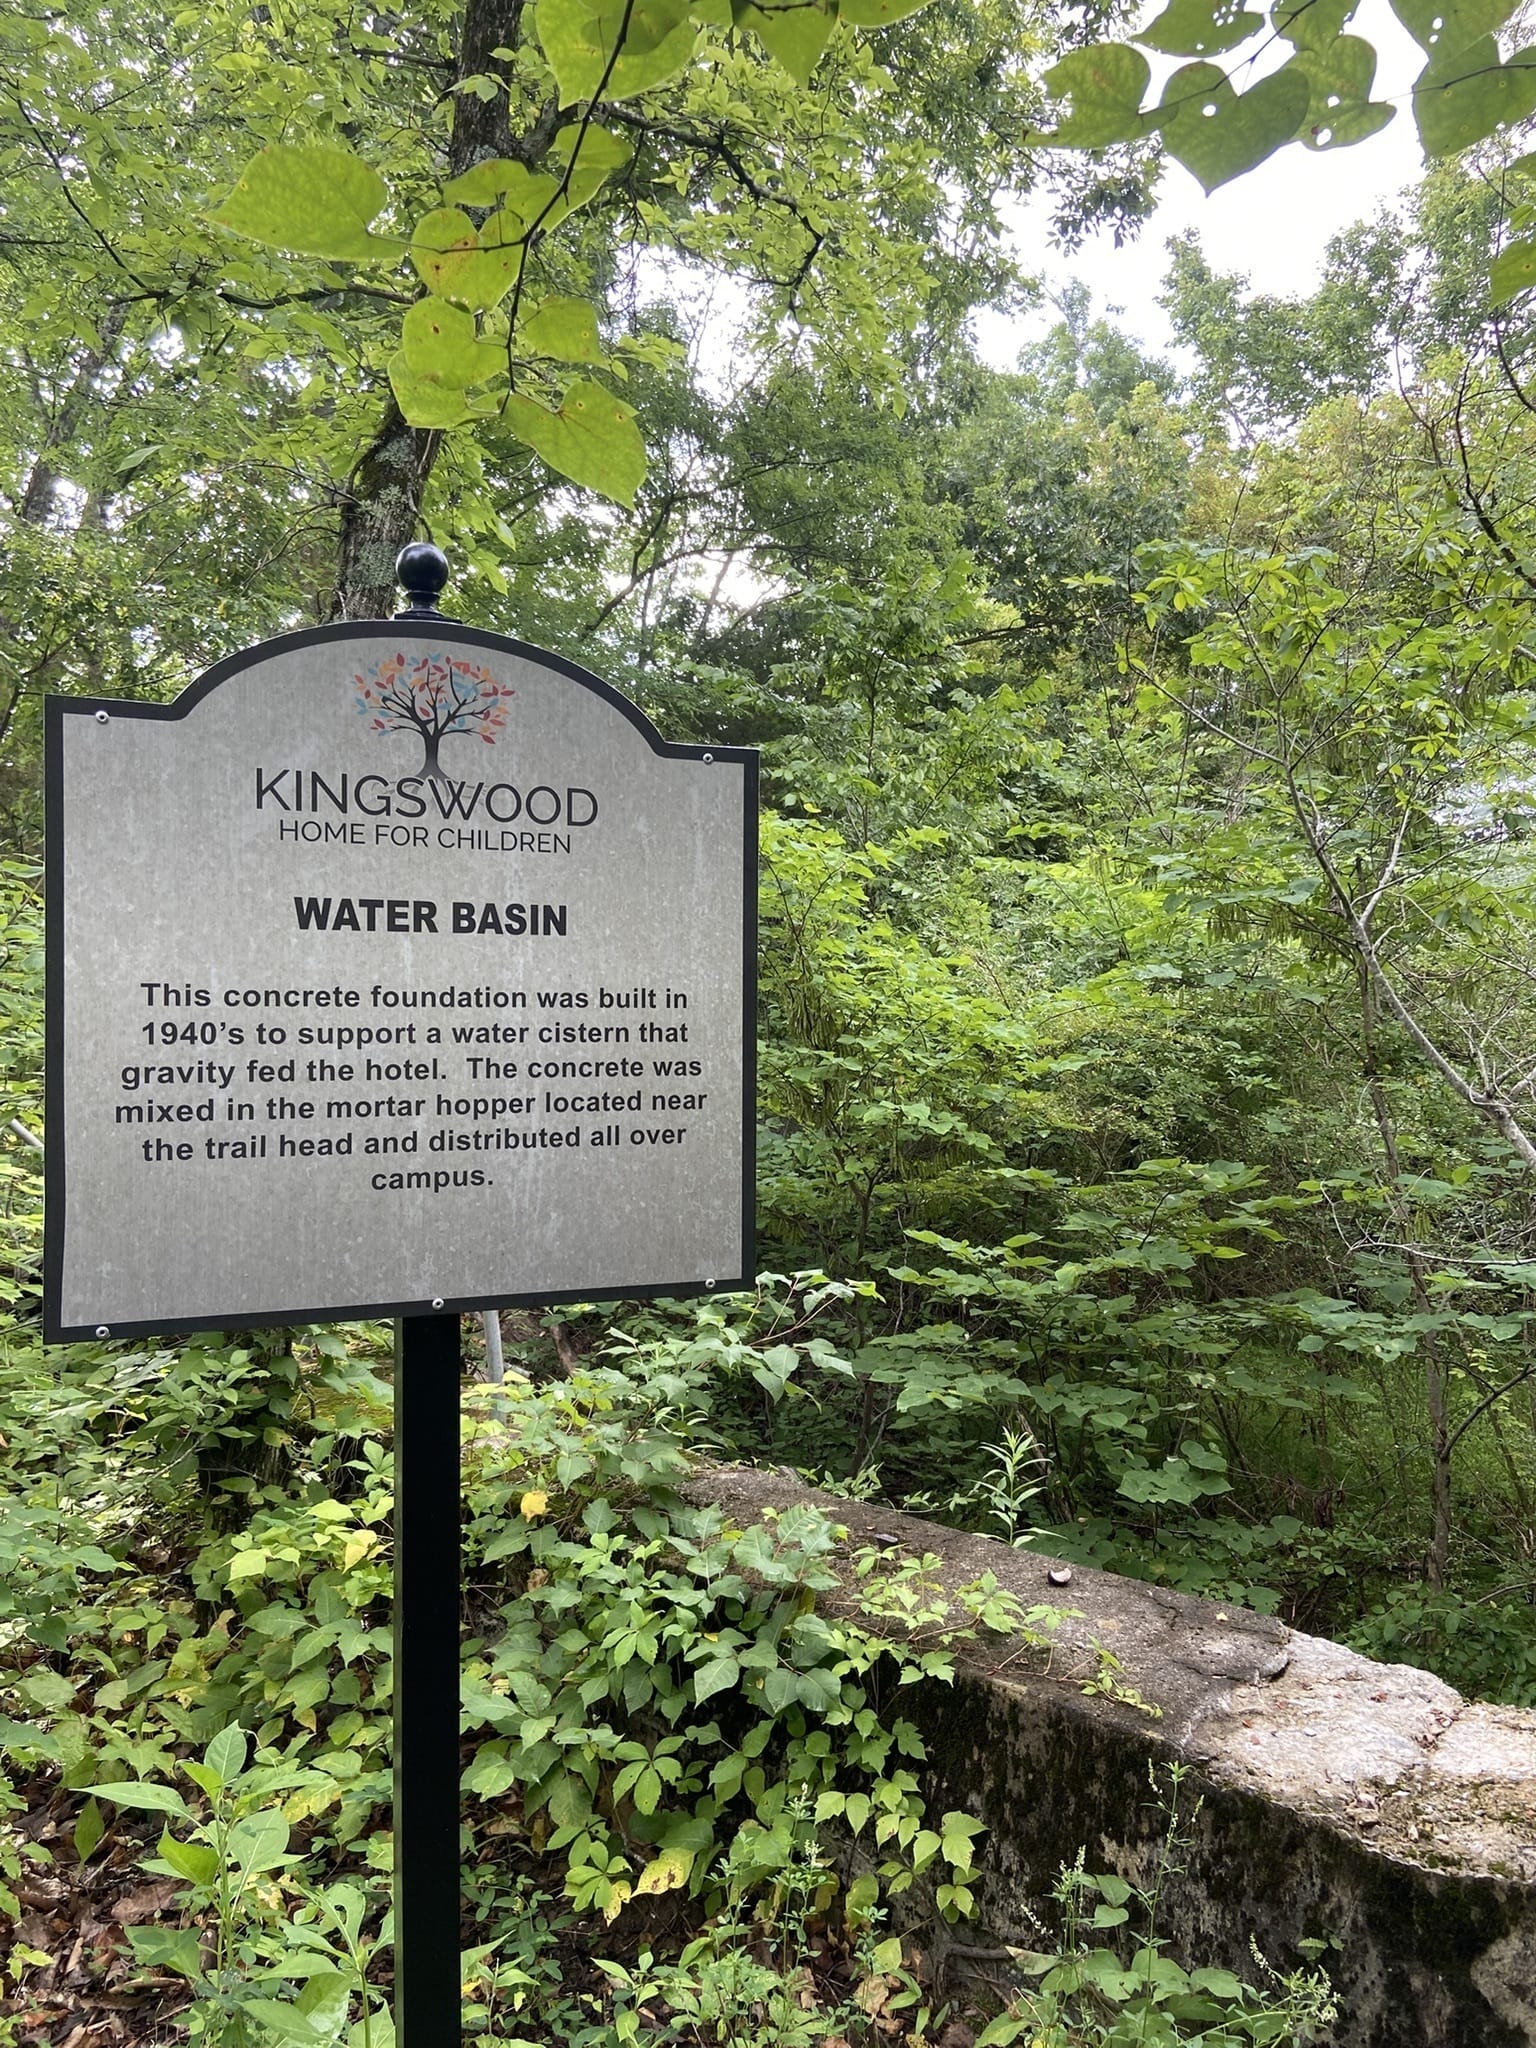 KINGSWOOD
HOME FOR CHILDREN
WATER BASIN
This concrete foundation was built in
1940's to support a water cistern that
gravity fed the hotel.  The concrete was
mixed in the mortar hopper located near
the trail head and distributed all over
campus.